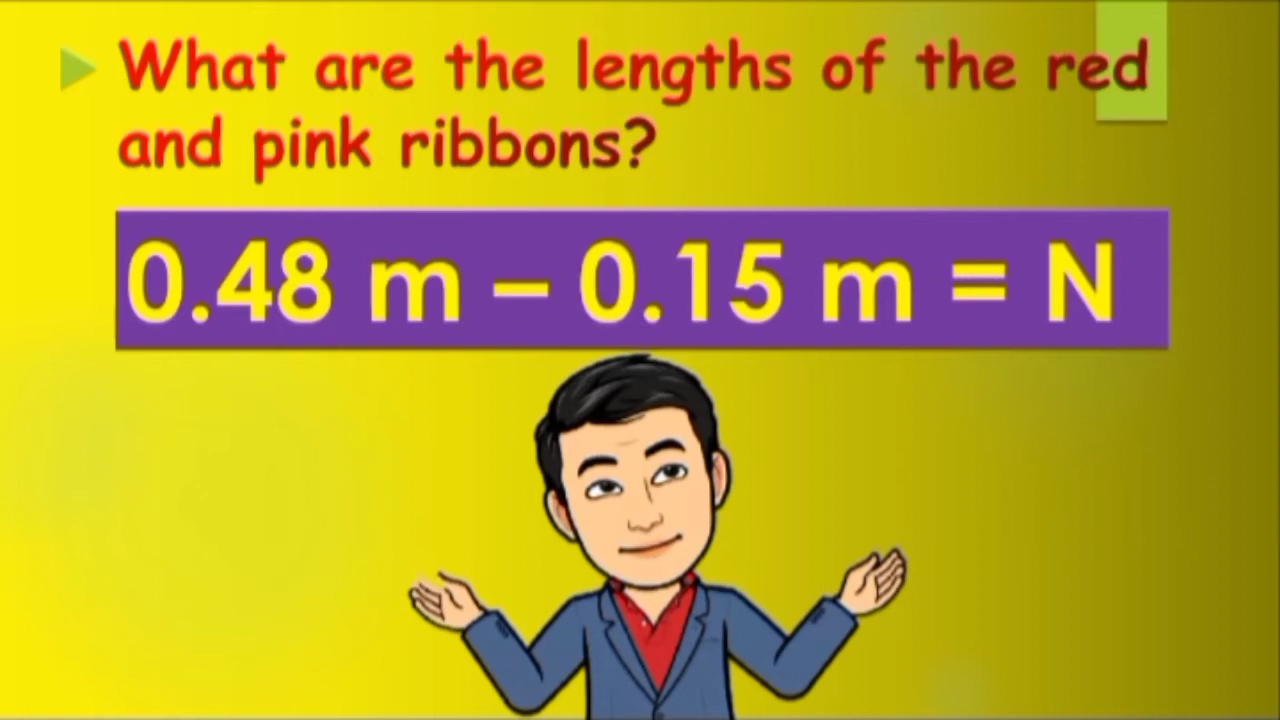 What are the lengths of the red
and pink ribbons?
0.48 m – 0.15 m = N